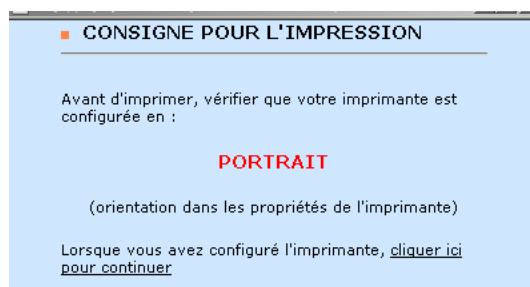 CONSIGNE POUR L'IMPRESSION
Avant d'imprimer, vérifier que votre imprimante est
configurée en :
PORTRAIT
(orientation dans les propriétés de l'imprimante)
Lorsque vous avez configuré l'imprimante, cliquer ici
pour continuer